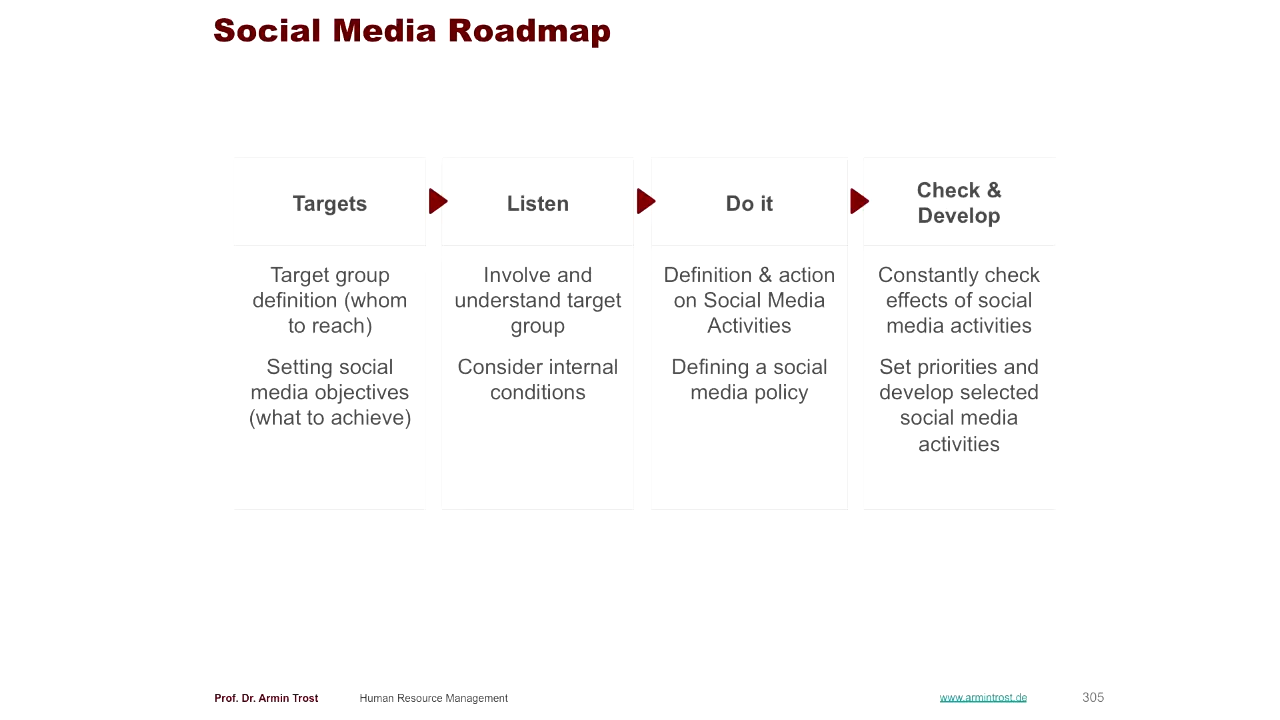 Social Media Roadmap
Targets
Target group
definition (whom
to reach)
Setting social
media objectives
(what to achieve)
Listen
Involve and
understand target
group
Consider internal
conditions
Do it
Definition & action
on Social Media
Activities
Defining a social
media policy
Check &
Develop
Constantly check
effects of social
media activities
Set priorities and
develop selected
social media
activities
Prof. Dr. Armin Trost
Human Resource Management
www.armintrost.de
305